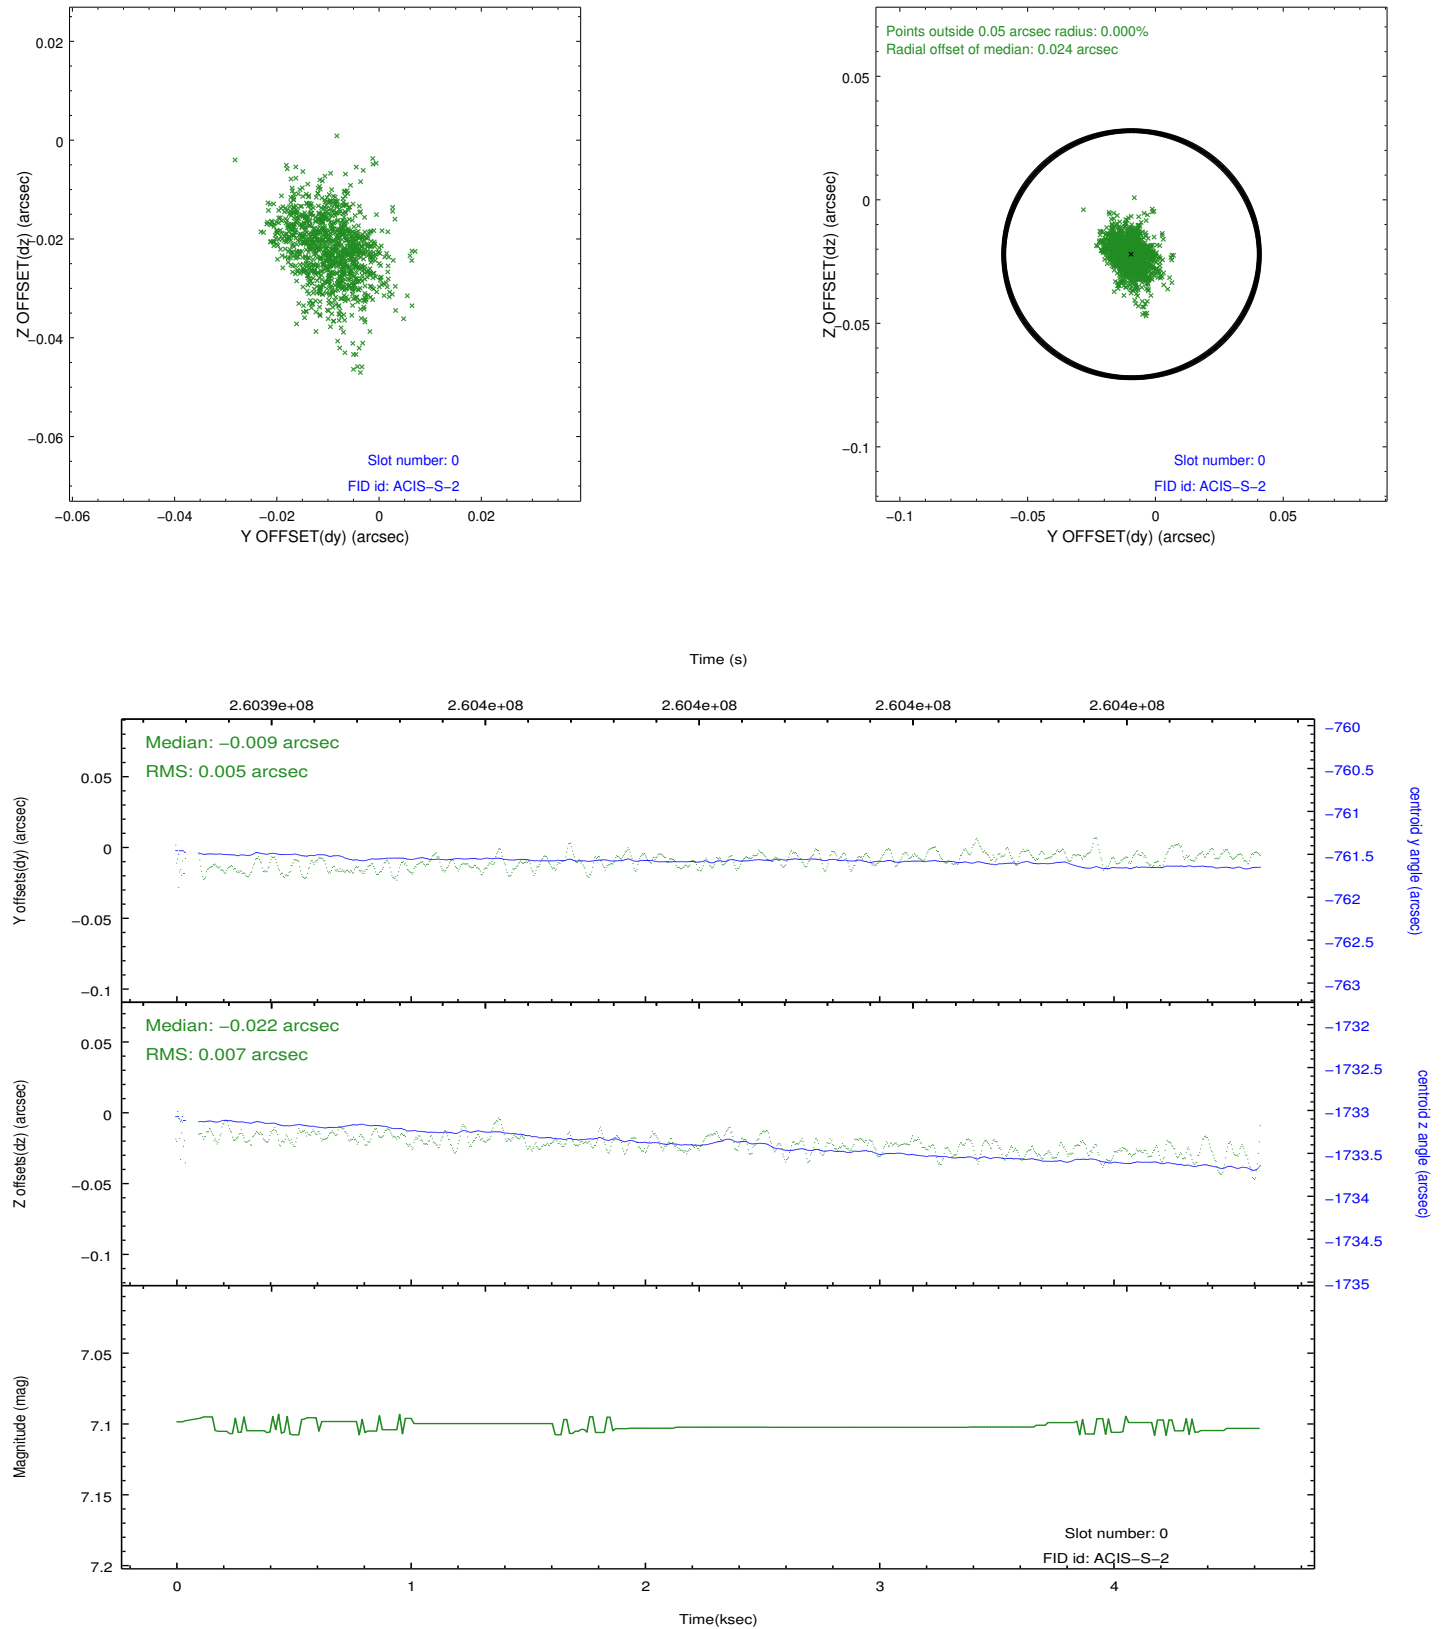 0.02
0
−0.02
−0.04
−0.06
Z OFFSET(dz) (arcsec)
Slot number: 0
FID id: ACIS−S−2
−0.06
−0.04
−0.02
0
0.02
Y OFFSET(dy) (arcsec)
Points outside 0.05 arcsec radius: 0.000%
Radial offset of median: 0.024 arcsec
0.05
0
−0.05
−0.1
Z OFFSET(dz) (arcsec)
Slot number: 0
FID id: ACIS−S−2
−0.1
−0.05
0
0.05
Y OFFSET(dy) (arcsec)
Time (s)
2.6039e+08
2.604e+08
2.604e+08
2.604e+08
2.604e+08
Median: −0.009 arcsec
RMS: 0.005 arcsec
0.05
0
−0.05
−0.1
Y offsets(dy) (arcsec)
−760
−760.5
−761
−761.5
−762
−762.5
−763
centroid y angle (arcsec)
Median: −0.022 arcsec
RMS: 0.007 arcsec
0.05
0
−0.05
−0.1
Z offsets(dz) (arcsec)
−1732
−1732.5
−1733
−1733.5
−1734
−1734.5
−1735
centroid z angle (arcsec)
7.05
7.1
7.15
7.2
Magnitude (mag)
Slot number: 0
FID id: ACIS−S−2
0
1
2
3
4
Time(ksec)